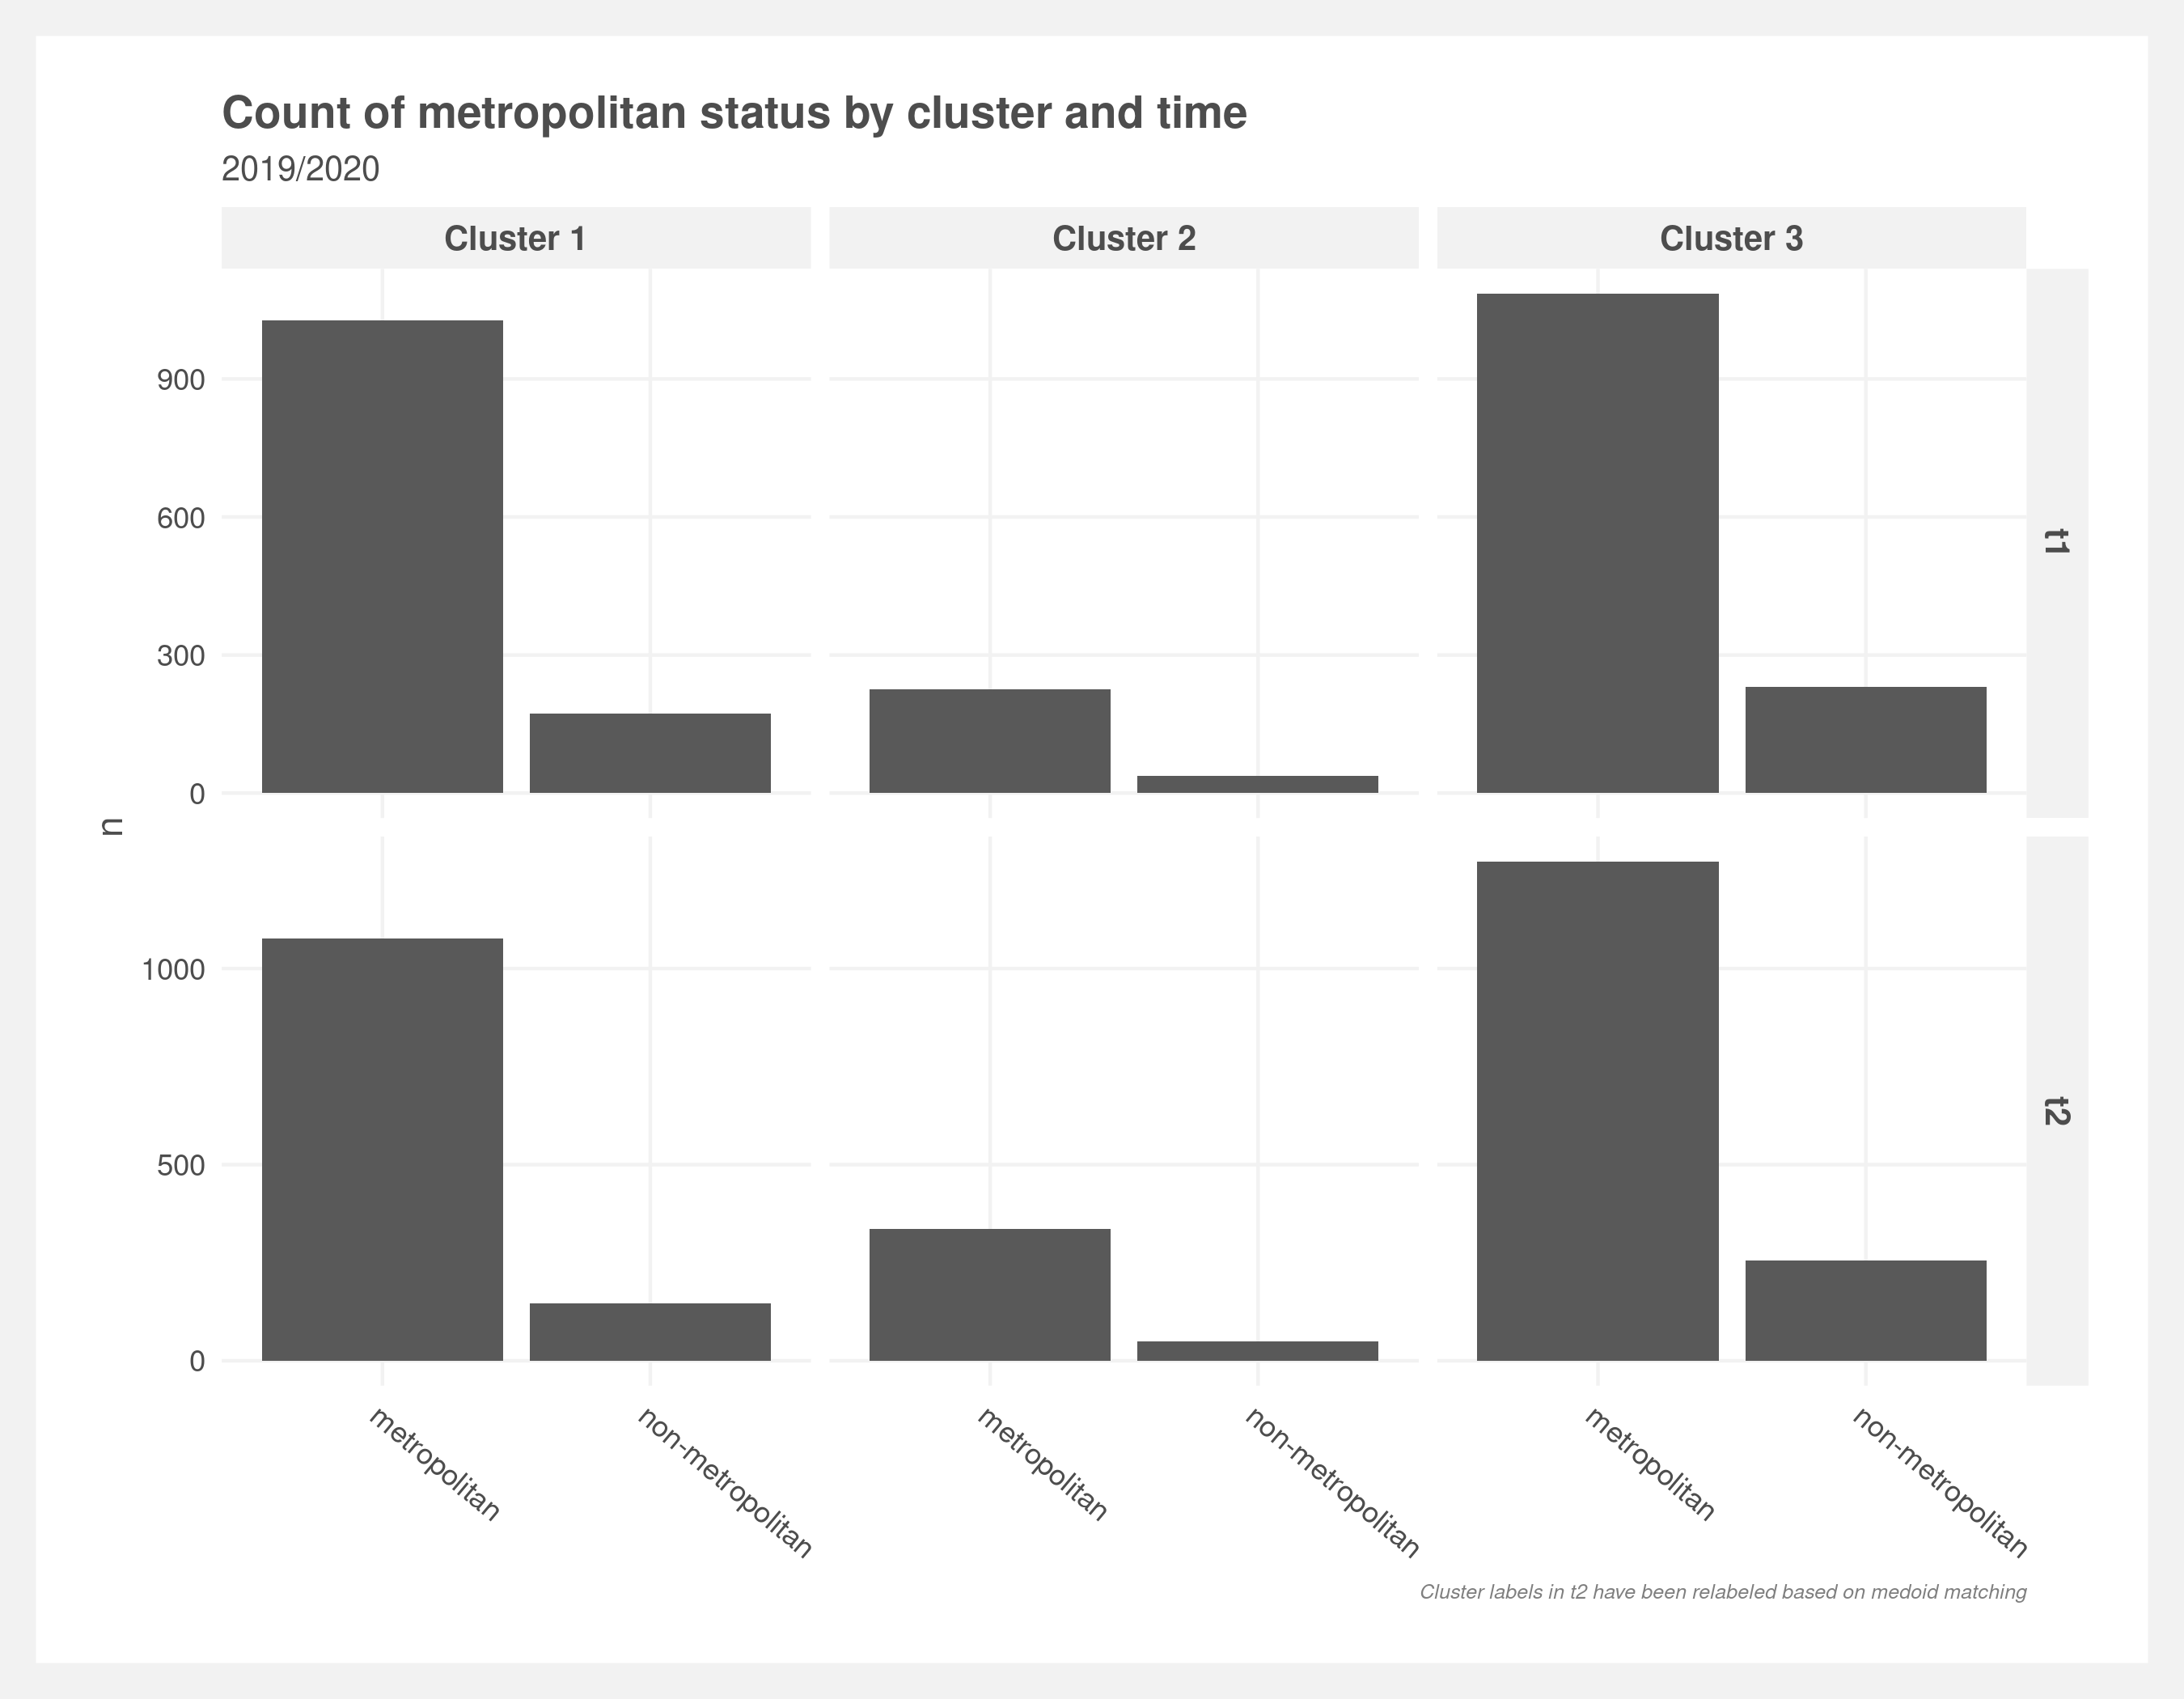 Count of metropolitan status by cluster and time
2019/2020
Cluster 1
Cluster 2
Cluster 3
900
600
300
0
t1
n
1000
500
0
t2
metropolitan
non-metropolitan
metropolitan
non-metropolitan
metropolitan
non-metropolitan
Cluster labels in t2 have been relabeled based on medoid matching